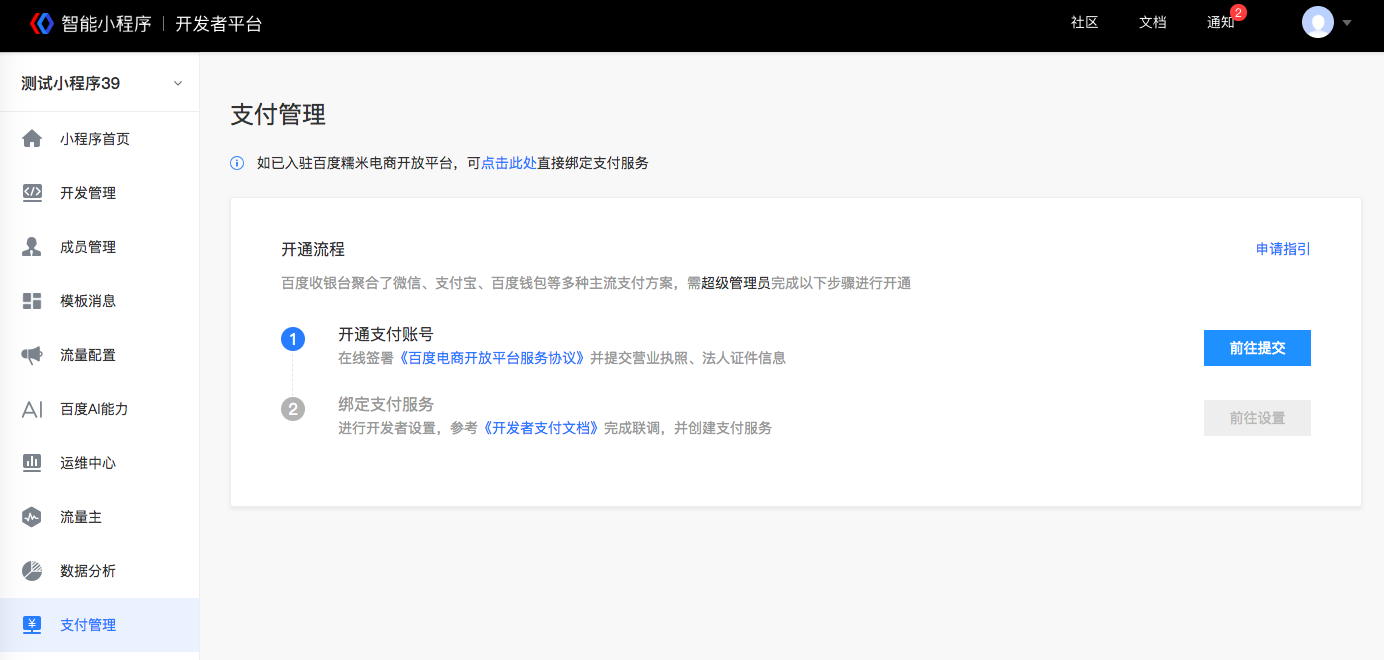 智能小程序 | 开发者平台
社区 文档 通知 2
测试小程序39
小程序首页
开发管理
成员管理
模板消息
流量配置
AI 百度AI能力
运维中心
流量主
数据分析
¥ 支付管理
支付管理
如已入驻百度糯米电商开放平台，可点击此处直接绑定支付服务
开通流程 申请指引
百度收银台聚合了微信、支付宝、百度钱包等多种主流支付方案，需超级管理员完成以下步骤进行开通
1 开通支付账号
在线签署《百度电商开放平台服务协议》并提交营业执照、法人证件信息
前往提交
2 绑定支付服务
进行开发者设置，参考《开发者支付文档》完成联调，并创建支付服务
前往设置